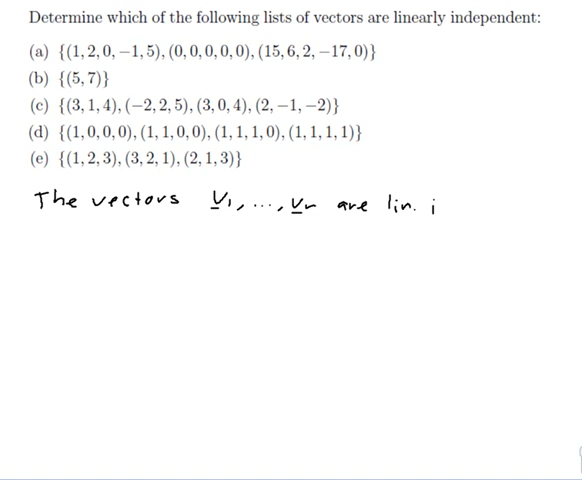 Determine which of the following lists of vectors are linearly independent:
(a) {(1, 2, 0, −1, 5), (0, 0, 0, 0, 0), (15, 6, 2, −17, 0)}
(b) {(5, 7)}
(c) {(3, 1, 4), (−2, 2, 5), (3, 0, 4), (2, −1, −2)}
(d) {(1, 0, 0, 0), (1, 1, 0, 0), (1, 1, 1, 0), (1, 1, 1, 1)}
(e) {(1, 2, 3), (3, 2, 1), (2, 1, 3)}
The vectors v₁, ..., vₙ are lin. i